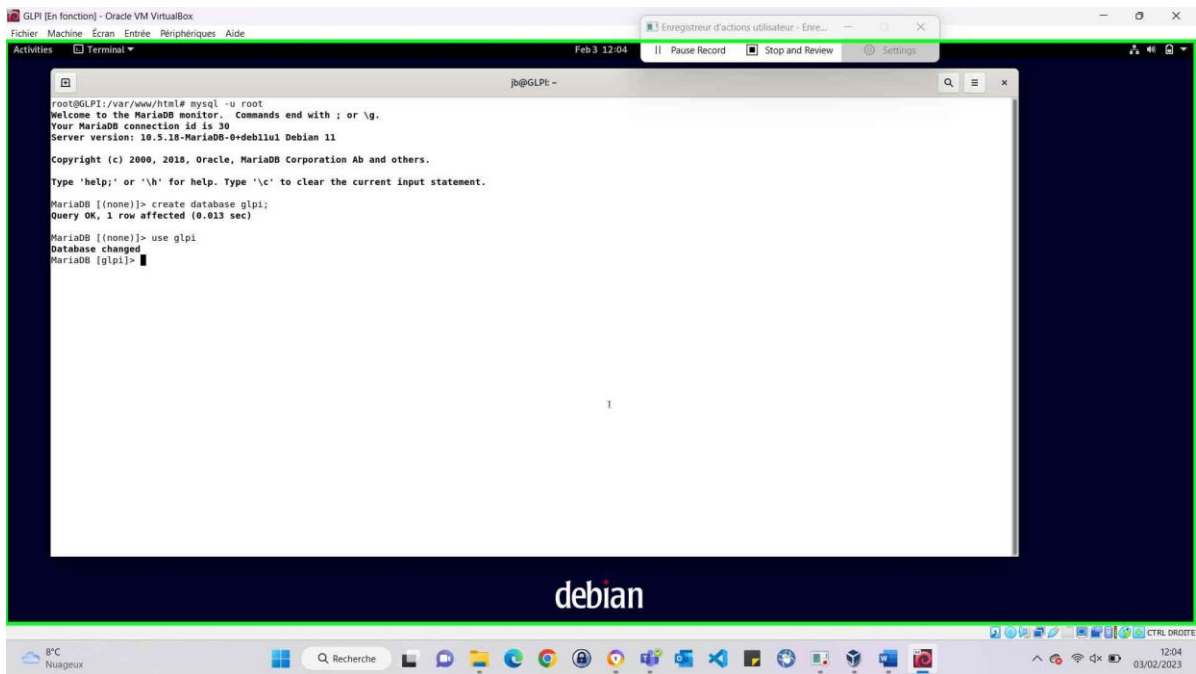 GLPI [En fonction] - Oracle VM VirtualBox
Fichier Machine Écran Entrée Périphériques Aide
Enregistreur d'actions utilisateur - Enre...
Pause Record Stop and Review Settings
Activities Terminal Feb 3 12:04
jb@GLPI: ~
root@GLPI:/var/www/html# mysql -u root
Welcome to the MariaDB monitor. Commands end with ; or \g.
Your MariaDB connection id is 30
Server version: 10.5.18-MariaDB-0+deb11u1 Debian 11
Copyright (c) 2000, 2018, Oracle, MariaDB Corporation Ab and others.
Type 'help;' or '\h' for help. Type '\c' to clear the current input statement.
MariaDB [(none)]> create database glpi;
Query OK, 1 row affected (0.013 sec)
MariaDB [(none)]> use glpi
Database changed
MariaDB [glpi]>
debian
CTRL DROITE
8°C
Nuageux
Recherche
12:04
03/02/2023